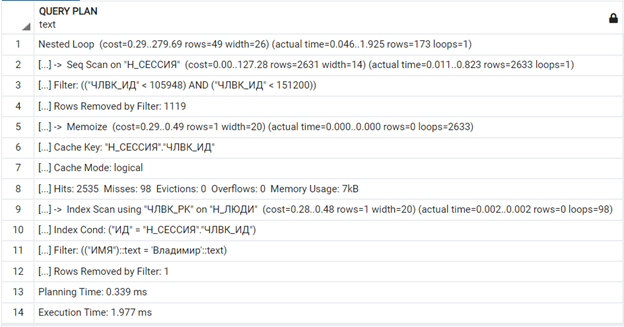 QUERY PLAN
text
1 Nested Loop (cost=0.29..279.69 rows=49 width=26) (actual time=0.046..1.925 rows=173 loops=1)
2 [...] -> Seq Scan on "Н_СЕССИЯ" (cost=0.00..127.28 rows=2631 width=14) (actual time=0.011..0.823 rows=2633 loops=1)
3 [...] Filter: (("ЧЛВК_ИД" < 105948) AND ("ЧЛВК_ИД" < 151200))
4 [...] Rows Removed by Filter: 1119
5 [...] -> Memoize (cost=0.29..0.49 rows=1 width=20) (actual time=0.000..0.000 rows=0 loops=2633)
6 [...] Cache Key: "Н_СЕССИЯ"."ЧЛВК_ИД"
7 [...] Cache Mode: logical
8 [...] Hits: 2535 Misses: 98 Evictions: 0 Overflows: 0 Memory Usage: 7kB
9 [...] -> Index Scan using "ЧЛВК_PK" on "Н_ЛЮДИ" (cost=0.28..0.48 rows=1 width=20) (actual time=0.002..0.002 rows=0 loops=98)
10 [...] Index Cond: ("ИД" = "Н_СЕССИЯ"."ЧЛВК_ИД")
11 [...] Filter: (("ИМЯ")::text = 'Владимир'::text)
12 [...] Rows Removed by Filter: 1
13 Planning Time: 0.339 ms
14 Execution Time: 1.977 ms